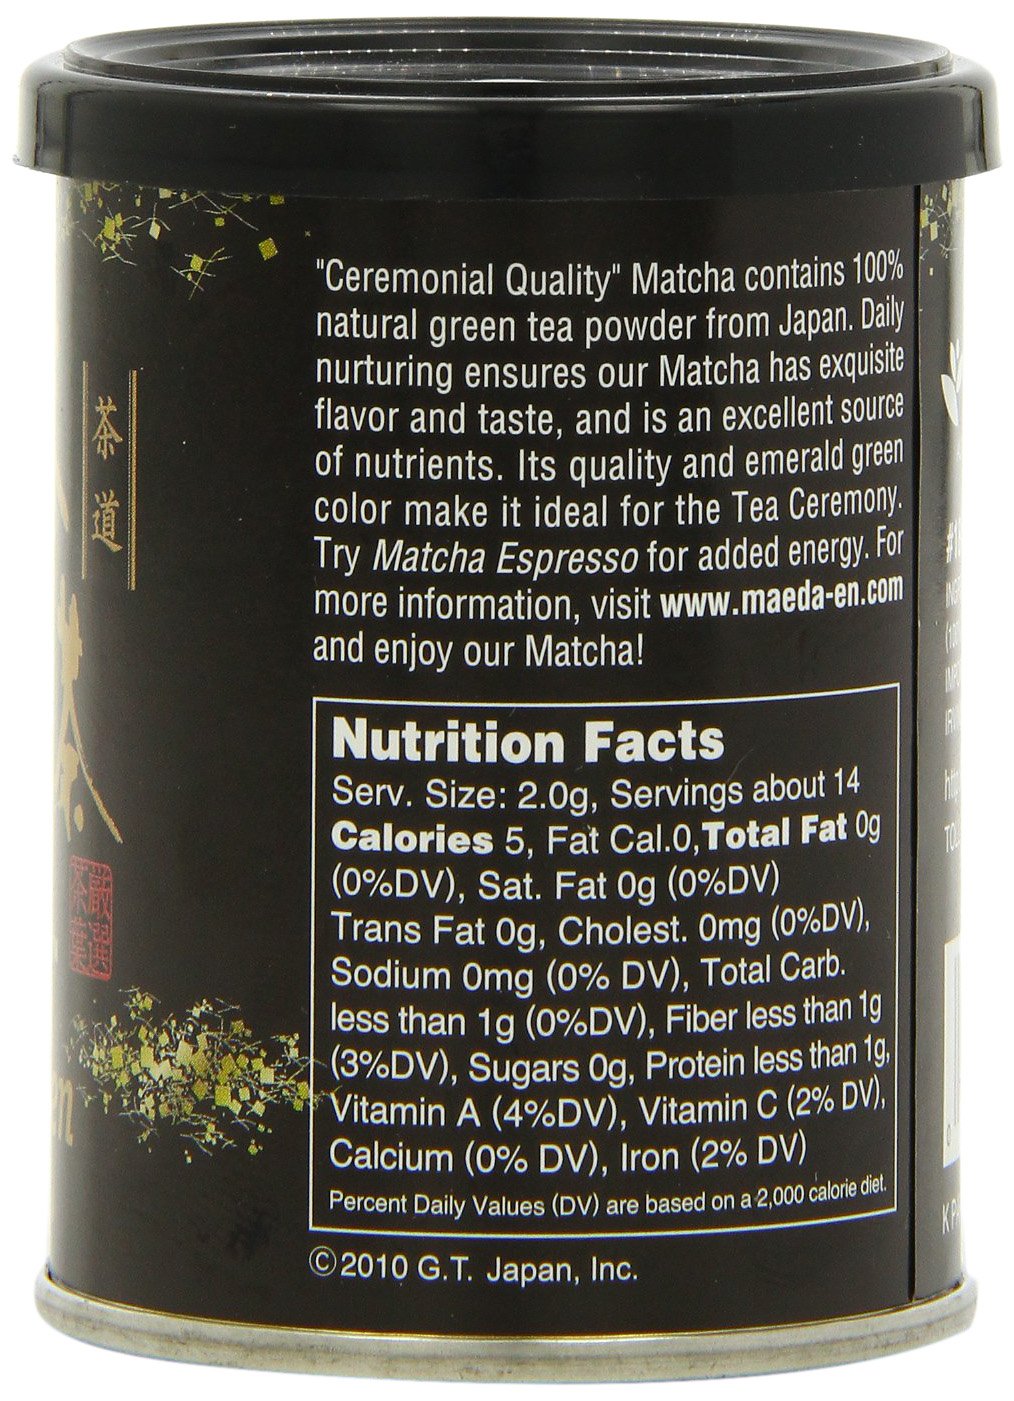 "Ceremonial Quality" Matcha contains 100%
natural green tea powder from Japan. Daily
nurturing ensures our Matcha has exquisite
flavor and taste, and is an excellent source
of nutrients. Its quality and emerald green
color make it ideal for the Tea Ceremony.
Try Matcha Espresso for added energy. For
more information, visit www.maeda-en.com
and enjoy our Matcha!
Nutrition Facts
Serv. Size: 2.0g, Servings about 14
Calories 5, Fat Cal.0,Total Fat 0g
(0%DV), Sat. Fat 0g (0%DV)
Trans Fat 0g, Cholest. 0mg (0%DV),
Sodium 0mg (0% DV), Total Carb.
less than 1g (0%DV), Fiber less than 1g
(3%DV), Sugars 0g, Protein less than 1g,
Vitamin A (4%DV), Vitamin C (2% DV),
Calcium (0% DV), Iron (2% DV)
Percent Daily Values (DV) are based on a 2,000 calorie diet.
©2010 G.T. Japan, Inc.
茶道
茶